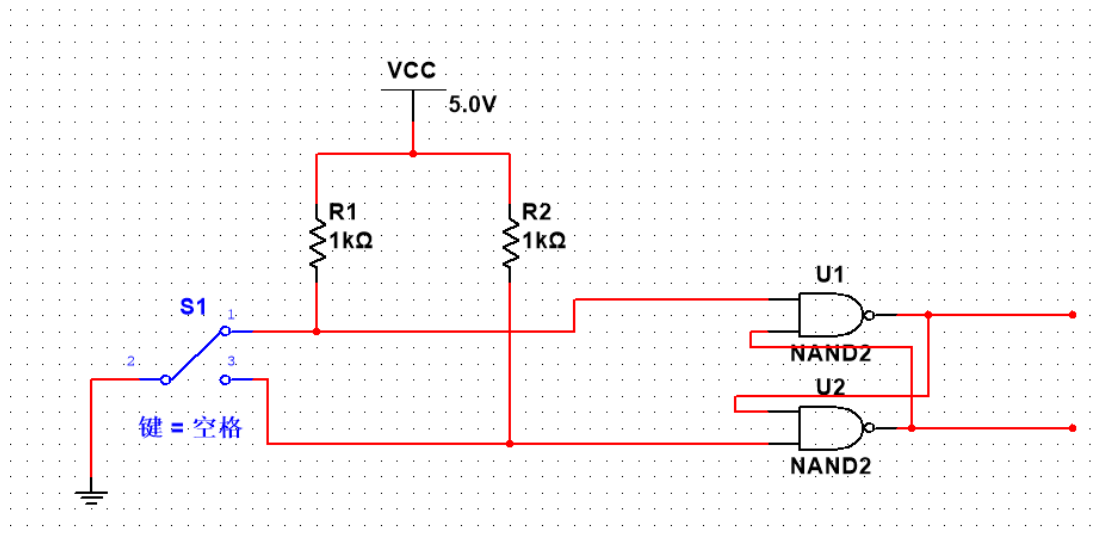 VCC
5.0V
R1
1kΩ
R2
1kΩ
S1
1
2
3
键 = 空格
U1
NAND2
U2
NAND2